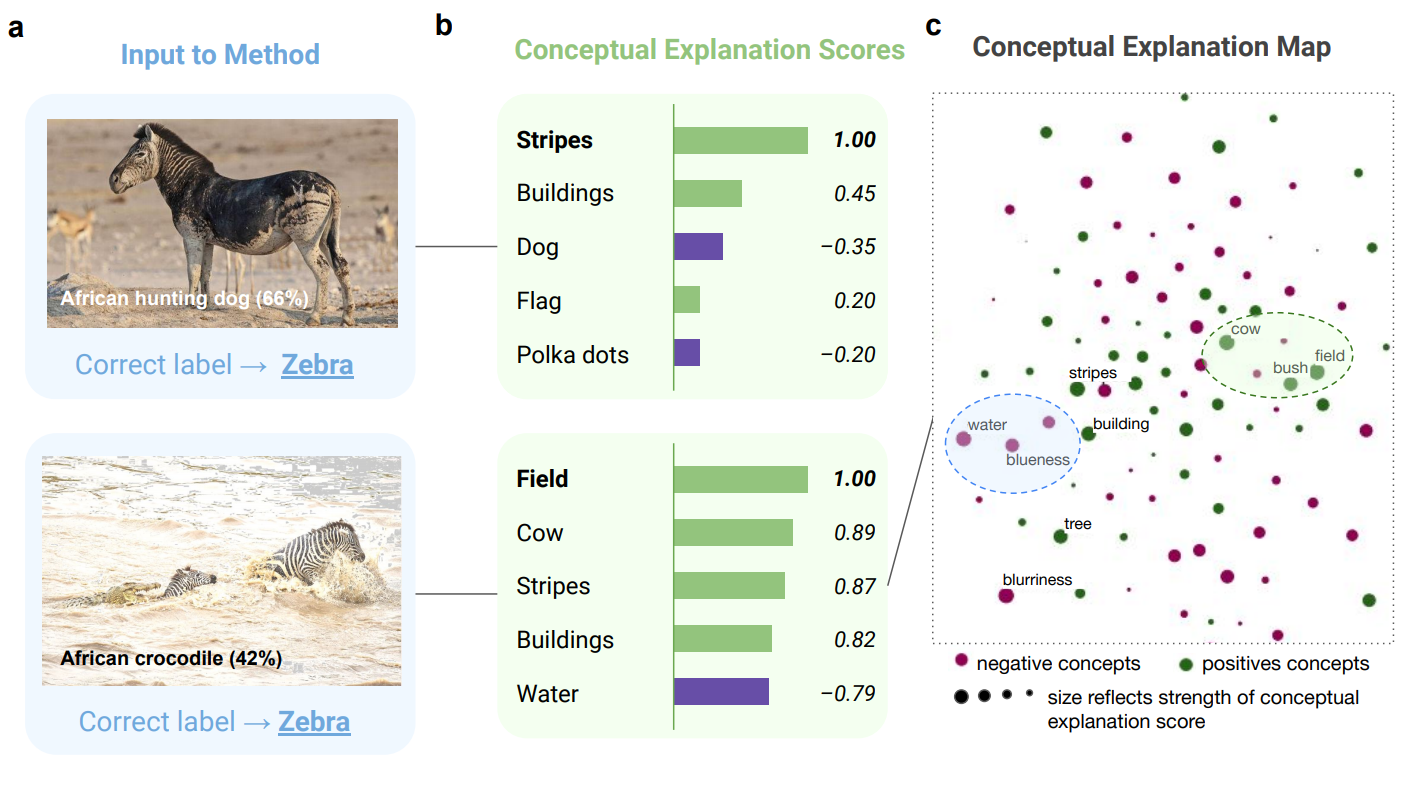 a
Input to Method
African hunting dog (66%)
Correct label → Zebra
African crocodile (42%)
Correct label → Zebra
b
Conceptual Explanation Scores
Stripes 1.00
Buildings 0.45
Dog −0.35
Flag 0.20
Polka dots −0.20
Field 1.00
Cow 0.89
Stripes 0.87
Buildings 0.82
Water −0.79
c
Conceptual Explanation Map
cow
field
bush
stripes
water
building
blueness
tree
blurriness
negative concepts
positives concepts
size reflects strength of conceptual
explanation score